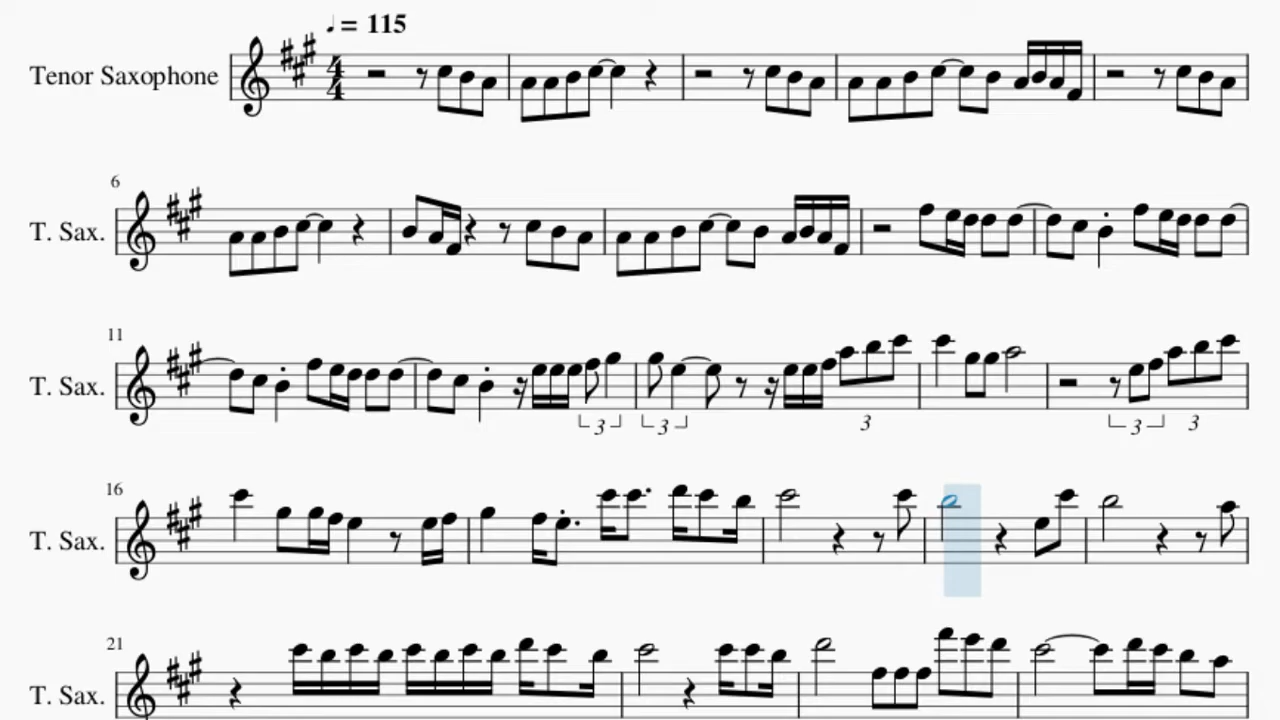 ♩ = 115
Tenor Saxophone
4
4
6
T. Sax.
11
T. Sax.
3 3 3 3 3
16
T. Sax.
21
T. Sax.